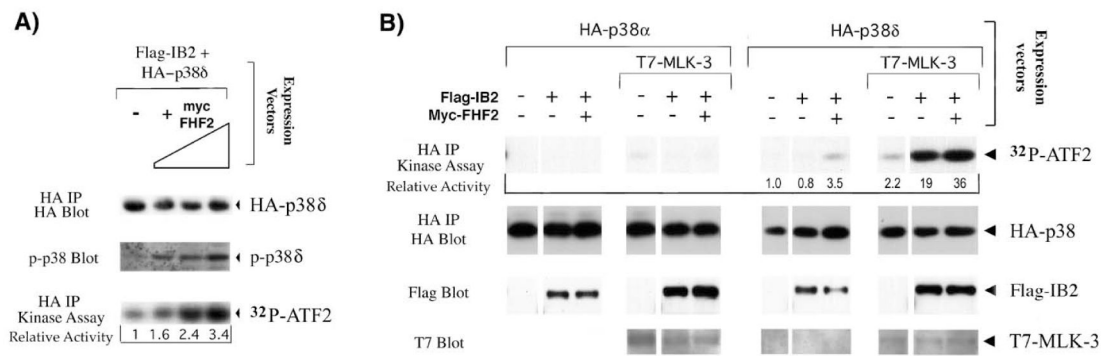 A)
Flag-IB2 +
HA-p38δ
Expression
Vectors
- + myc
FHF2
HA IP
HA Blot
HA-p38δ
p-p38 Blot
p-p38δ
HA IP
Kinase Assay
32P-ATF2
Relative Activity 1 1.6 2.4 3.4
B)
HA-p38α HA-p38δ
T7-MLK-3 T7-MLK-3
Expression
vectors
Flag-IB2 - + + - + + - + + - + +
Myc-FHF2 - - + - - + - - + - - +
HA IP
Kinase Assay
32P-ATF2
Relative Activity 1.0 0.8 3.5 2.2 19 36
HA IP
HA Blot
HA-p38
Flag Blot
Flag-IB2
T7 Blot
T7-MLK-3